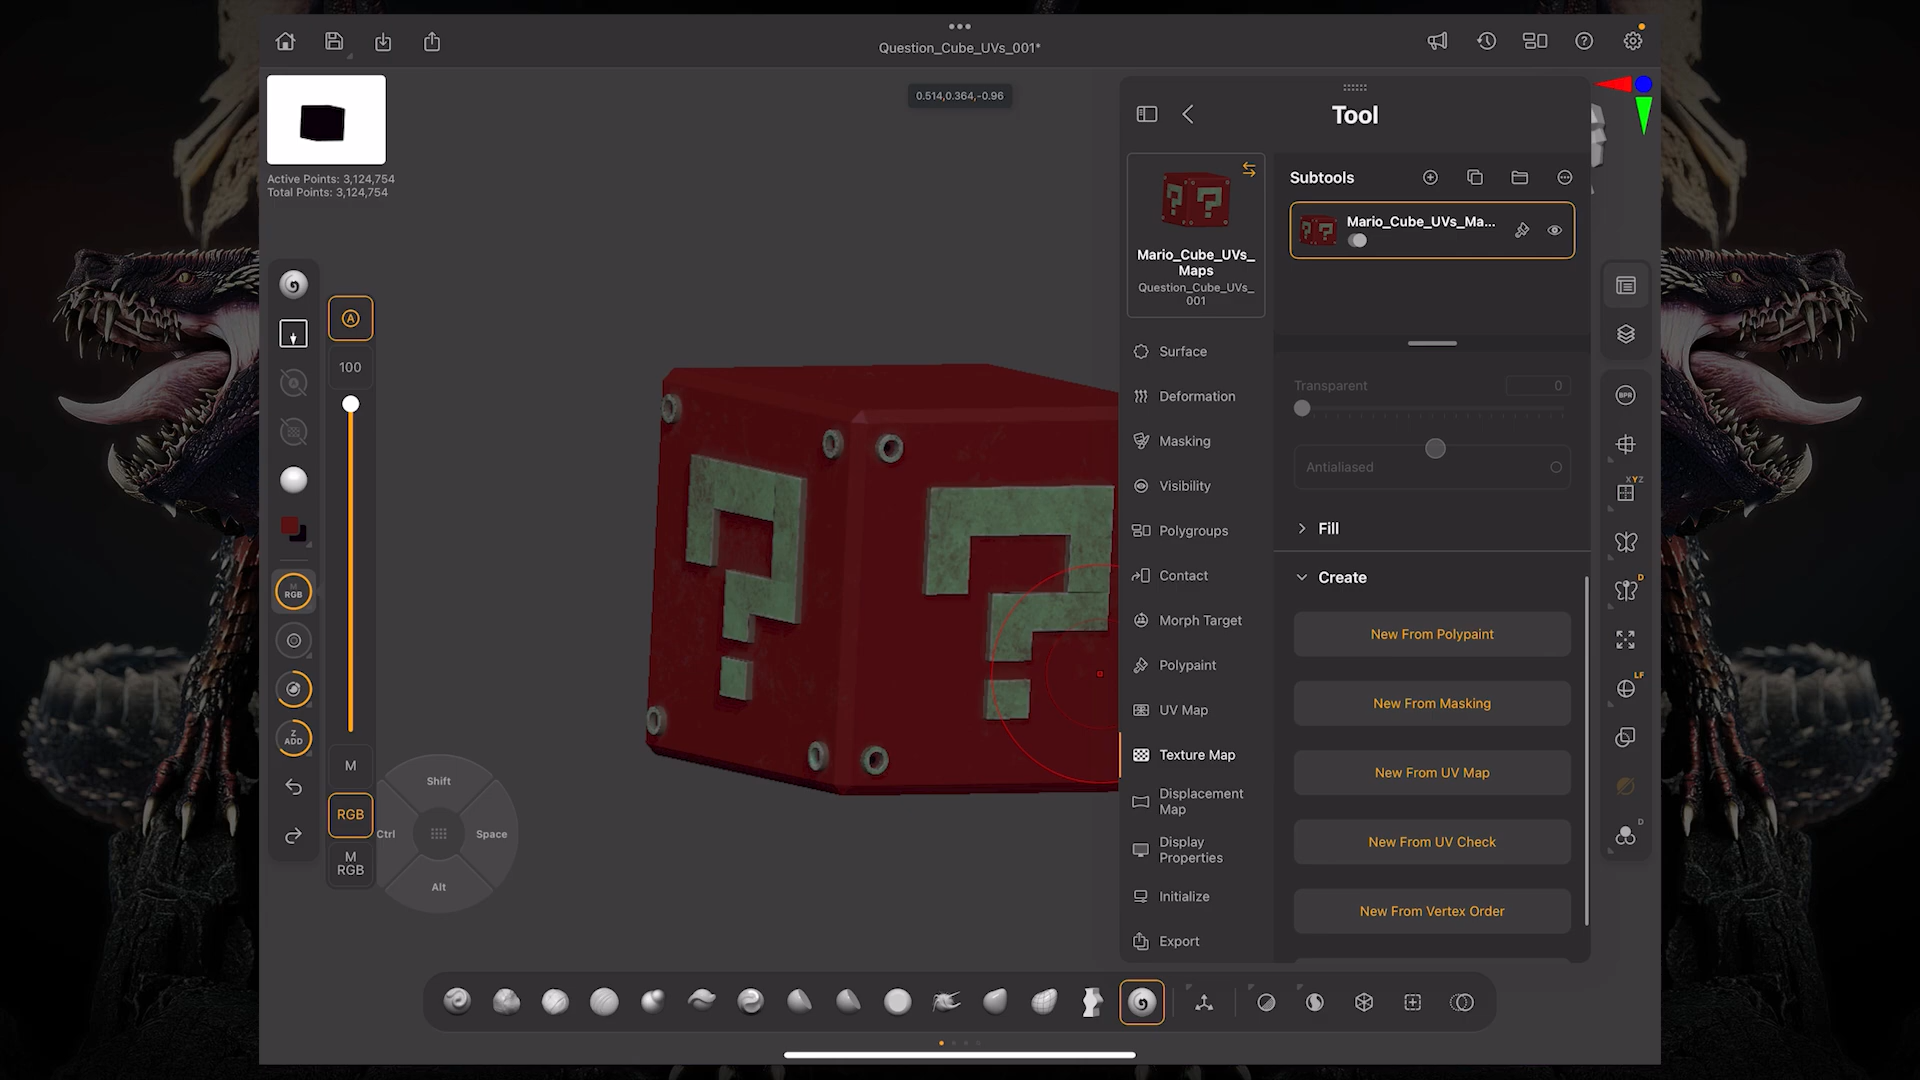 Question_Cube_UVs_001*
0.514,0.364,-0.96
Active Points: 3,124,754
Total Points: 3,124,754
A
100
M
RGB
Z
ADD
M
RGB
M
RGB
Shift
Ctrl
Space
Alt
Tool
Mario_Cube_UVs_
Maps
Question_Cube_UVs_
001
Surface
Deformation
Masking
Visibility
Polygroups
Contact
Morph Target
Polypaint
UV Map
Texture Map
Displacement
Map
Display
Properties
Initialize
Export
Subtools
Mario_Cube_UVs_Ma...
Transparent
0
Antialiased
Fill
Create
New From Polypaint
New From Masking
New From UV Map
New From UV Check
New From Vertex Order
BPR
XYZ
D
LF
D